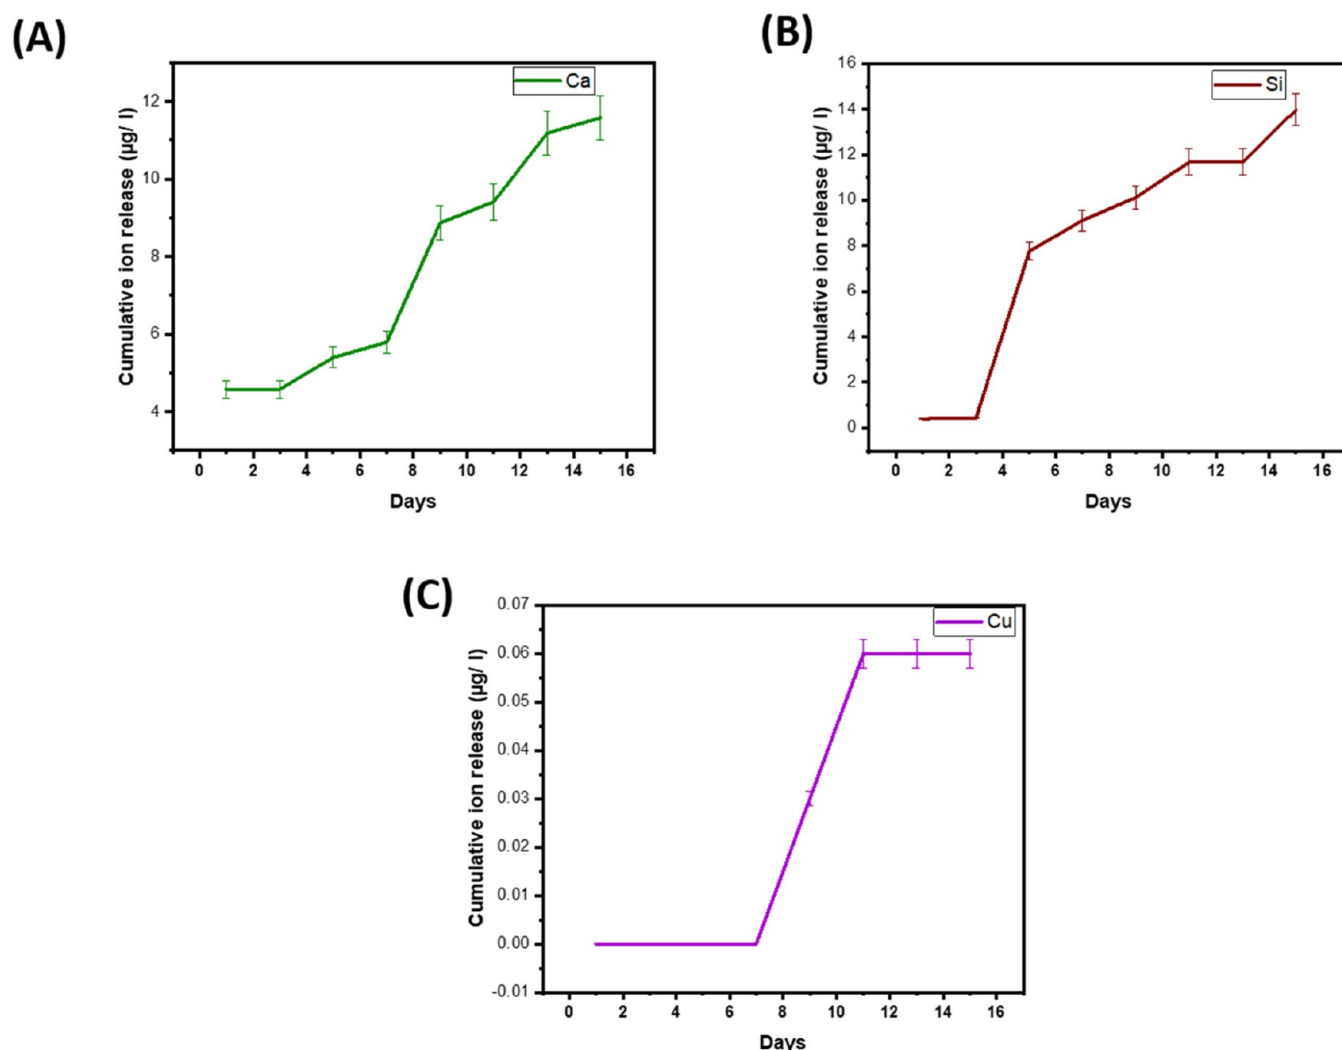 (A)
Ca
Cumulative ion release (µg/ l)
12
10
8
6
4
0 2 4 6 8 10 12 14 16
Days
(B)
Si
Cumulative ion release (µg/ l)
16
14
12
10
8
6
4
2
0
0 2 4 6 8 10 12 14 16
Days
(C)
Cu
Cumulative ion release (µg/ l)
0.07
0.06
0.05
0.04
0.03
0.02
0.01
0.00
-0.01
0 2 4 6 8 10 12 14 16
Days